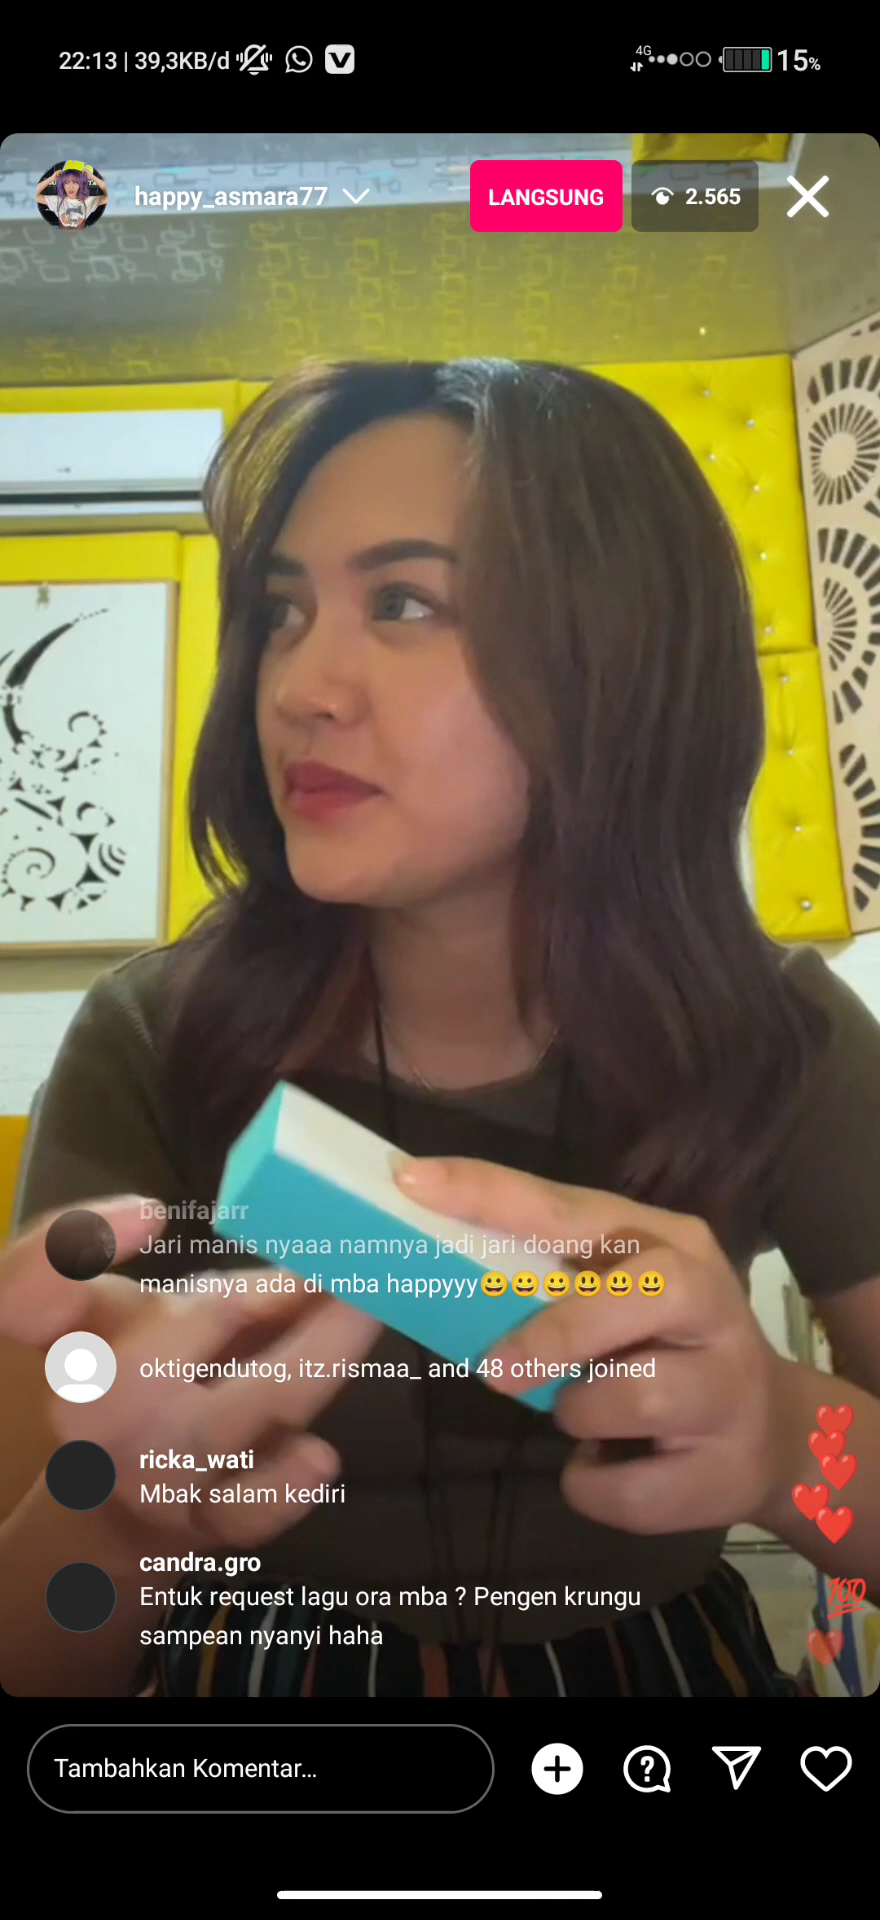 22:13 | 39,3KB/d
4G
15%
happy_asmara77
LANGSUNG
2.565
benifajarr
Jari manis nyaaa namnya jadi jari doang kan
manisnya ada di mba happyyy😀😀😀😃😃😃
oktigendutog, itz.rismaa_ and 48 others joined
ricka_wati
Mbak salam kediri
candra.gro
Entuk request lagu ora mba ? Pengen krungu
sampean nyanyi haha
💯
Tambahkan Komentar...